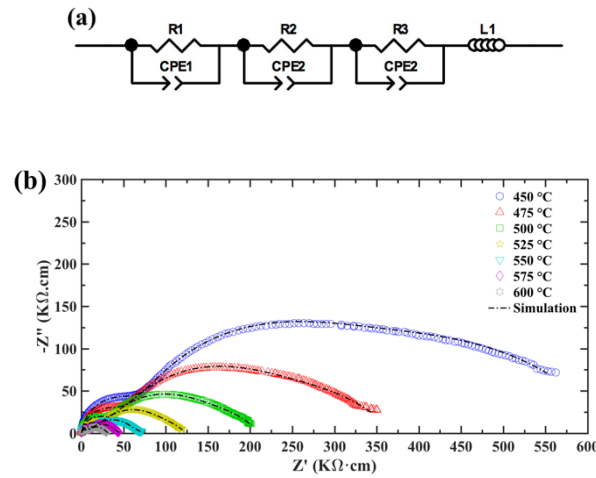 (a)
R1 R2 R3 L1
CPE1 CPE2 CPE2
(b)
300
250
200
150
100
50
0
-Z'' (KΩ.cm)
450 °C
475 °C
500 °C
525 °C
550 °C
575 °C
600 °C
Simulation
0 50 100 150 200 250 300 350 400 450 500 550 600
Z' (KΩ·cm)